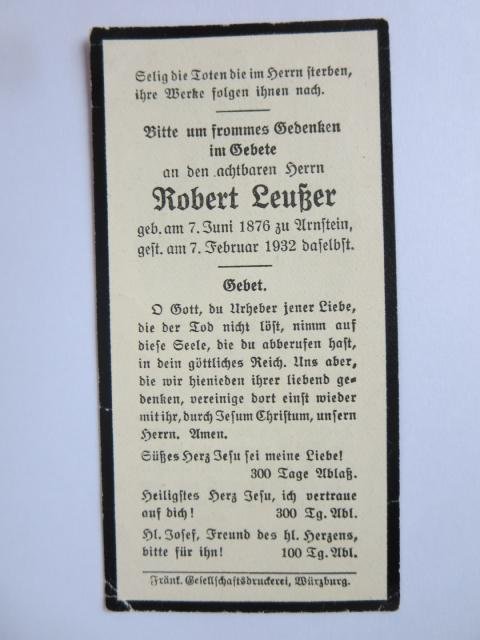 Selig die Toten die im Herrn sterben,
ihre Werke folgen ihnen nach.
Bitte um frommes Gedenken
im Gebete
an den achtbaren Herrn
Robert Leußer
geb. am 7. Juni 1876 zu Arnstein,
gest. am 7. Februar 1932 daselbst.
Gebet.
O Gott, du Urheber jener Liebe,
die der Tod nicht löst, nimm auf
diese Seele, die du abberufen hast,
in dein göttliches Reich. Uns aber,
die wir hienieden ihrer liebend ge-
denken, vereinige dort einst wieder
mit ihr, durch Jesum Christum, unsern
Herrn. Amen.
Süßes Herz Jesu sei meine Liebe!
300 Tage Ablaß.
Heiligstes Herz Jesu, ich vertraue
auf dich! 300 Tg. Abl.
Hl. Josef, Freund des hl. Herzens,
bitte für ihn! 100 Tg. Abl.
Fränk. Gesellschaftsdruckerei, Würzburg.